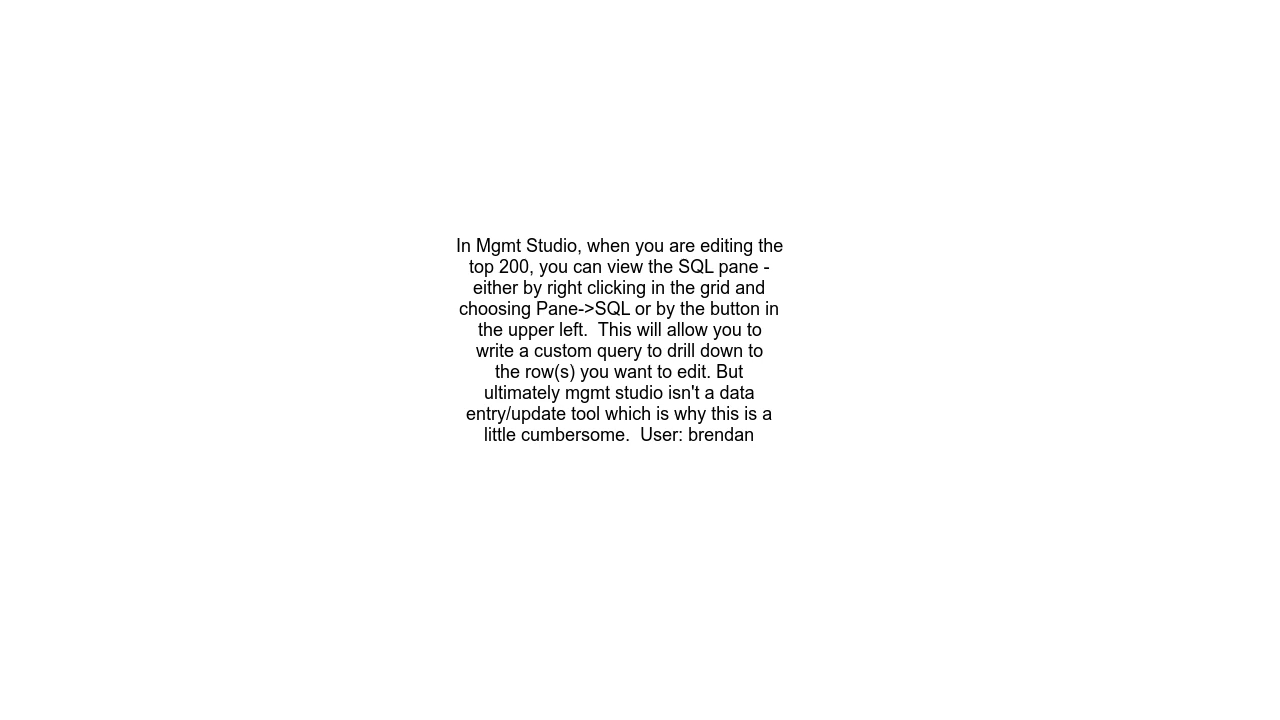 In Mgmt Studio, when you are editing the
top 200, you can view the SQL pane -
either by right clicking in the grid and
choosing Pane->SQL or by the button in
the upper left.  This will allow you to
write a custom query to drill down to
the row(s) you want to edit. But
ultimately mgmt studio isn't a data
entry/update tool which is why this is a
little cumbersome.  User: brendan